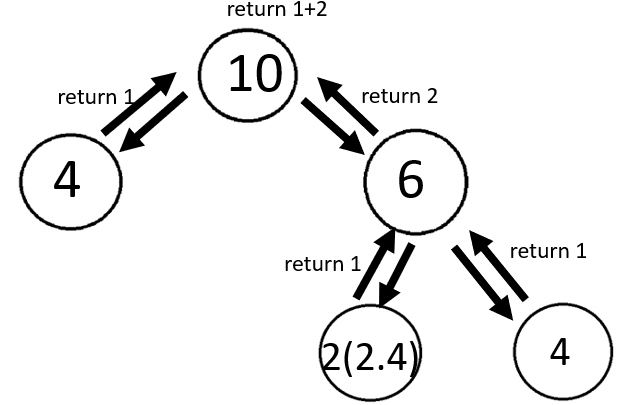 return 1+2
10
return 1
return 2
4
6
return 1
return 1
2(2.4)
4